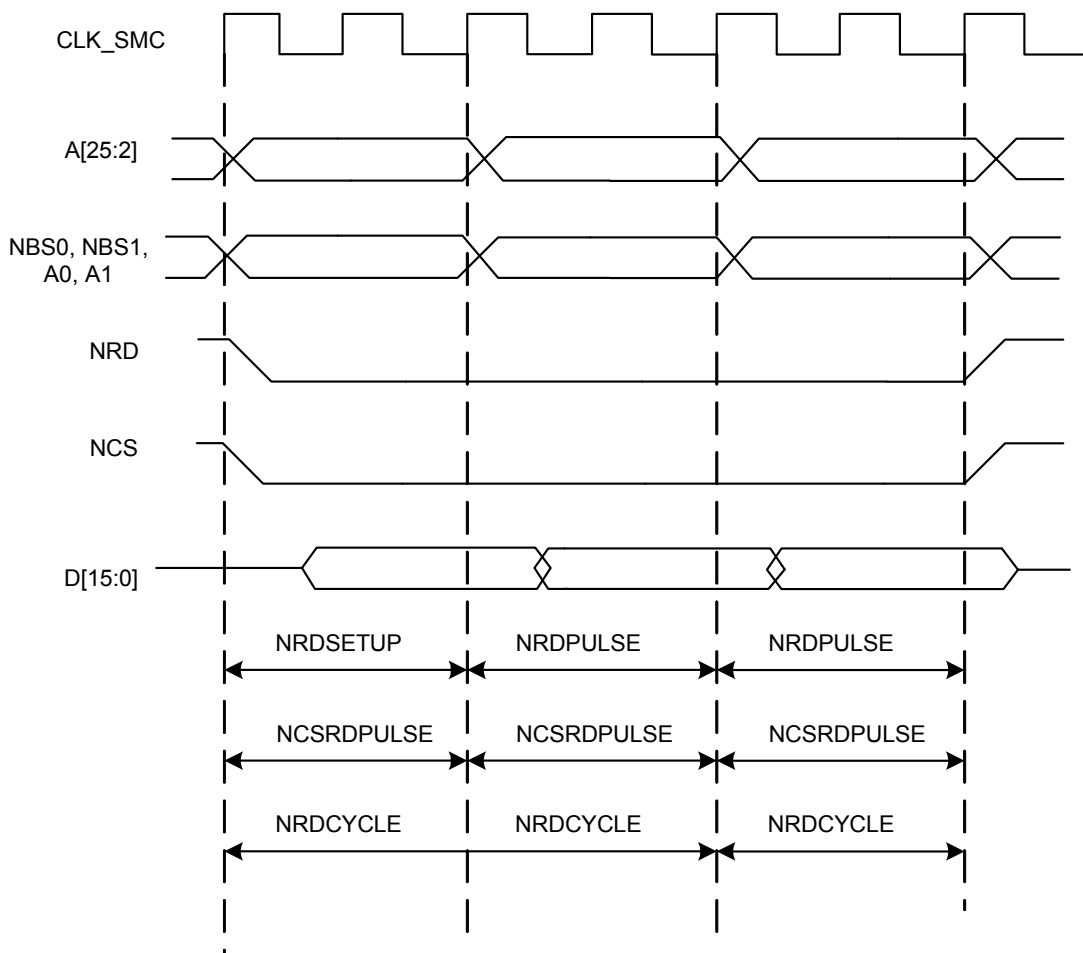 CLK_SMC
A[25:2]
NBS0, NBS1,
A0, A1
NRD
NCS
D[15:0]
NRDSETUP NRDPULSE NRDPULSE
NCSRDPULSE NCSRDPULSE NCSRDPULSE
NRDCYCLE NRDCYCLE NRDCYCLE